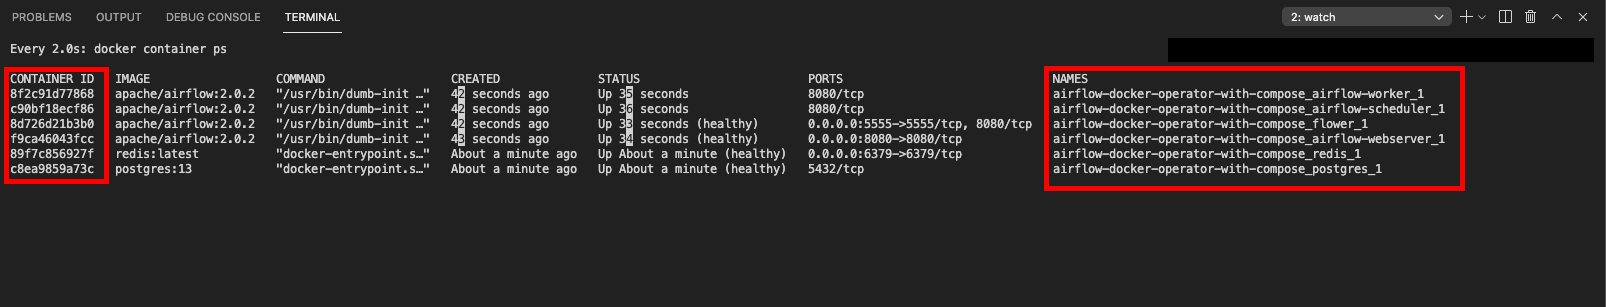 PROBLEMS OUTPUT DEBUG CONSOLE TERMINAL 2: watch
Every 2.0s: docker container ps
CONTAINER ID IMAGE COMMAND CREATED STATUS PORTS NAMES
8f2c91d77868 apache/airflow:2.0.2 "/usr/bin/dumb-init …" 42 seconds ago Up 35 seconds 8080/tcp airflow-docker-operator-with-compose_airflow-worker_1
c90bf18ecf86 apache/airflow:2.0.2 "/usr/bin/dumb-init …" 42 seconds ago Up 36 seconds 8080/tcp airflow-docker-operator-with-compose_airflow-scheduler_1
8d726d21b3b0 apache/airflow:2.0.2 "/usr/bin/dumb-init …" 42 seconds ago Up 33 seconds (healthy) 0.0.0.0:5555->5555/tcp, 8080/tcp airflow-docker-operator-with-compose_flower_1
f9ca46043fcc apache/airflow:2.0.2 "/usr/bin/dumb-init …" 43 seconds ago Up 34 seconds (healthy) 0.0.0.0:8080->8080/tcp airflow-docker-operator-with-compose_airflow-webserver_1
89f7c856927f redis:latest "docker-entrypoint.s…" About a minute ago Up About a minute (healthy) 0.0.0.0:6379->6379/tcp airflow-docker-operator-with-compose_redis_1
c8ea9859a73c postgres:13 "docker-entrypoint.s…" About a minute ago Up About a minute (healthy) 5432/tcp airflow-docker-operator-with-compose_postgres_1